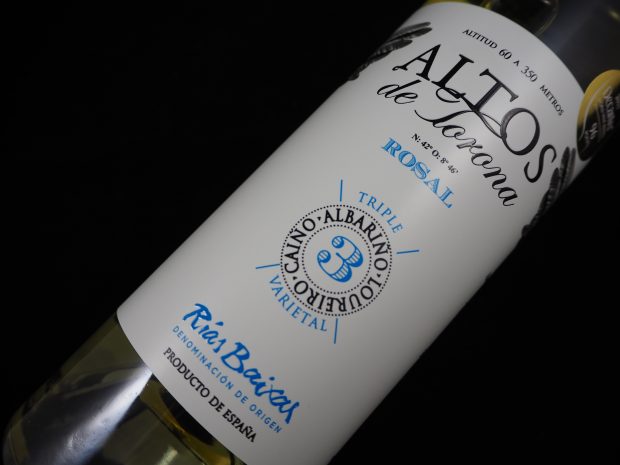 ALTITUD 60 A 350 METROS
ALTOS
de Torona
N: 42° O: 8° 46'
ROSAL
TRIPLE
CAIÑO · ALBARIÑO · LOUREIRO ·
3
VARIETAL
Rías Baixas
DENOMINACIÓN DE ORIGEN
PRODUCTO DE ESPAÑA